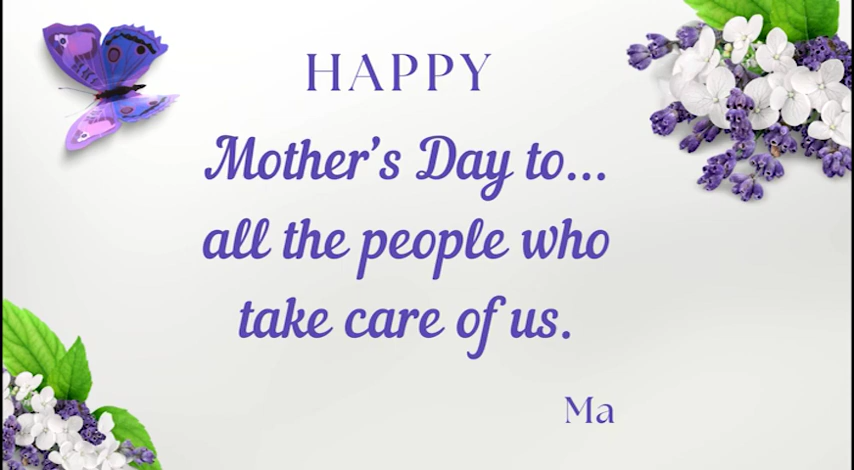 HAPPY
Mother's Day to...
all the people who
take care of us.
Ma